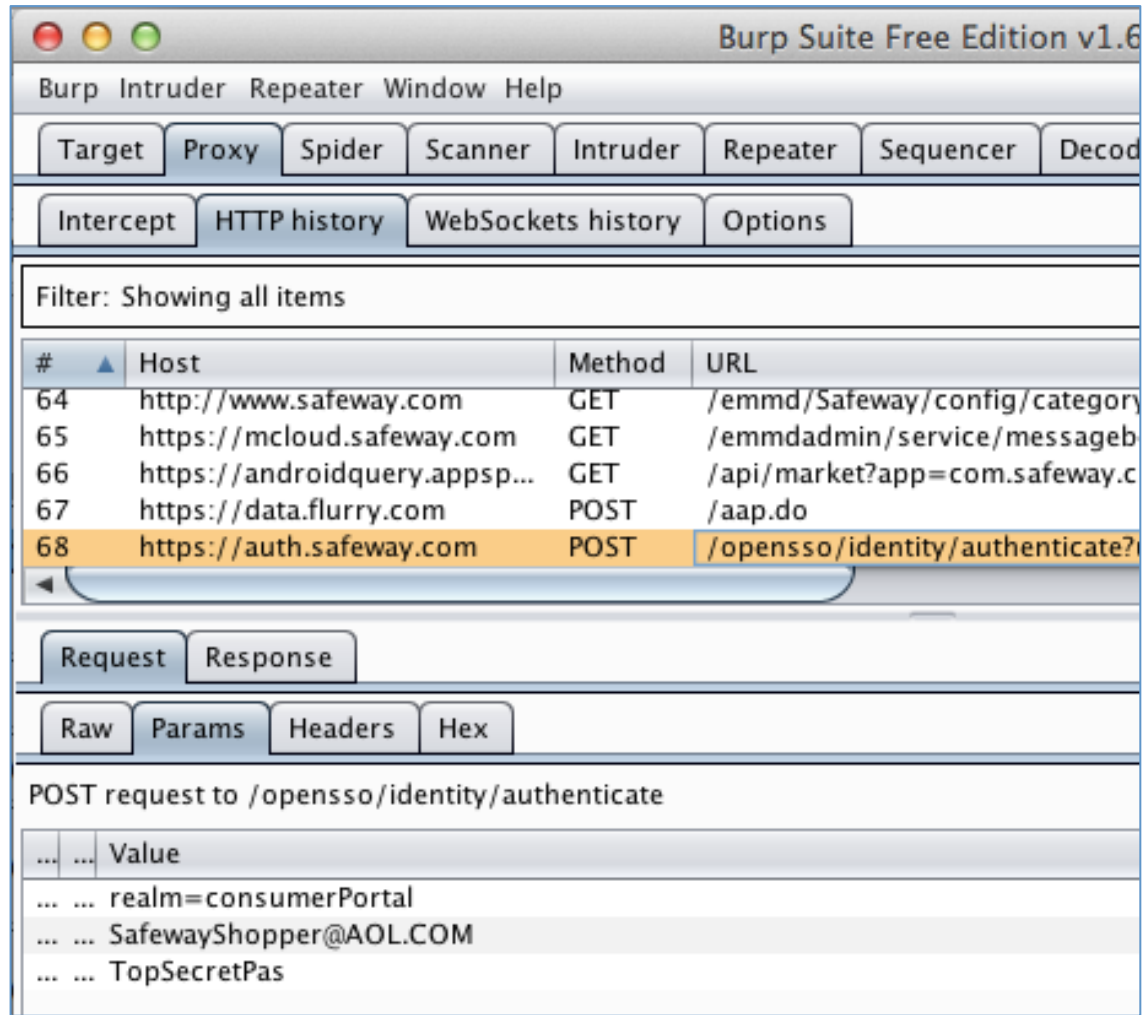 Burp Suite Free Edition v1.6
Burp Intruder Repeater Window Help
Target Proxy Spider Scanner Intruder Repeater Sequencer Decod
Intercept HTTP history WebSockets history Options
Filter: Showing all items
# Host Method URL
64 http://www.safeway.com GET /emmd/Safeway/config/category
65 https://mcloud.safeway.com GET /emmdadmin/service/messageb
66 https://androidquery.appsp... GET /api/market?app=com.safeway.c
67 https://data.flurry.com POST /aap.do
68 https://auth.safeway.com POST /opensso/identity/authenticate?
Request Response
Raw Params Headers Hex
POST request to /opensso/identity/authenticate
... ... Value
... ... realm=consumerPortal
... ... SafewayShopper@AOL.COM
... ... TopSecretPas